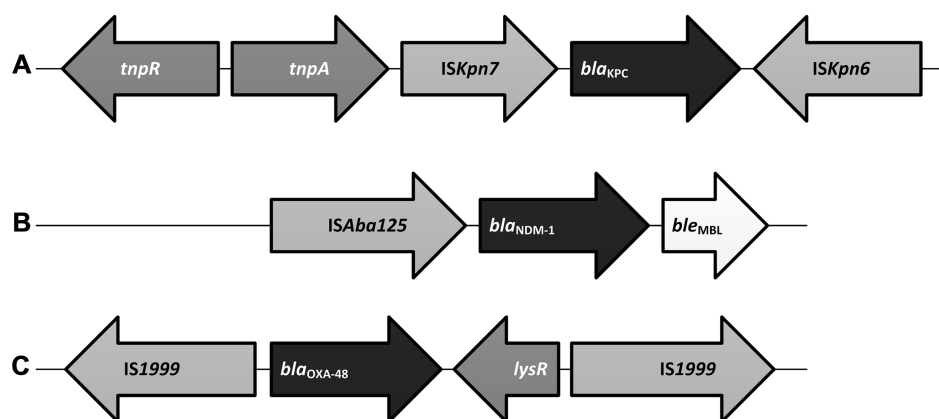 A tnpR tnpA ISKpn7 blaKPC ISKpn6
B ISAba125 blaNDM-1 bleMBL
C IS1999 blaOXA-48 lysR IS1999